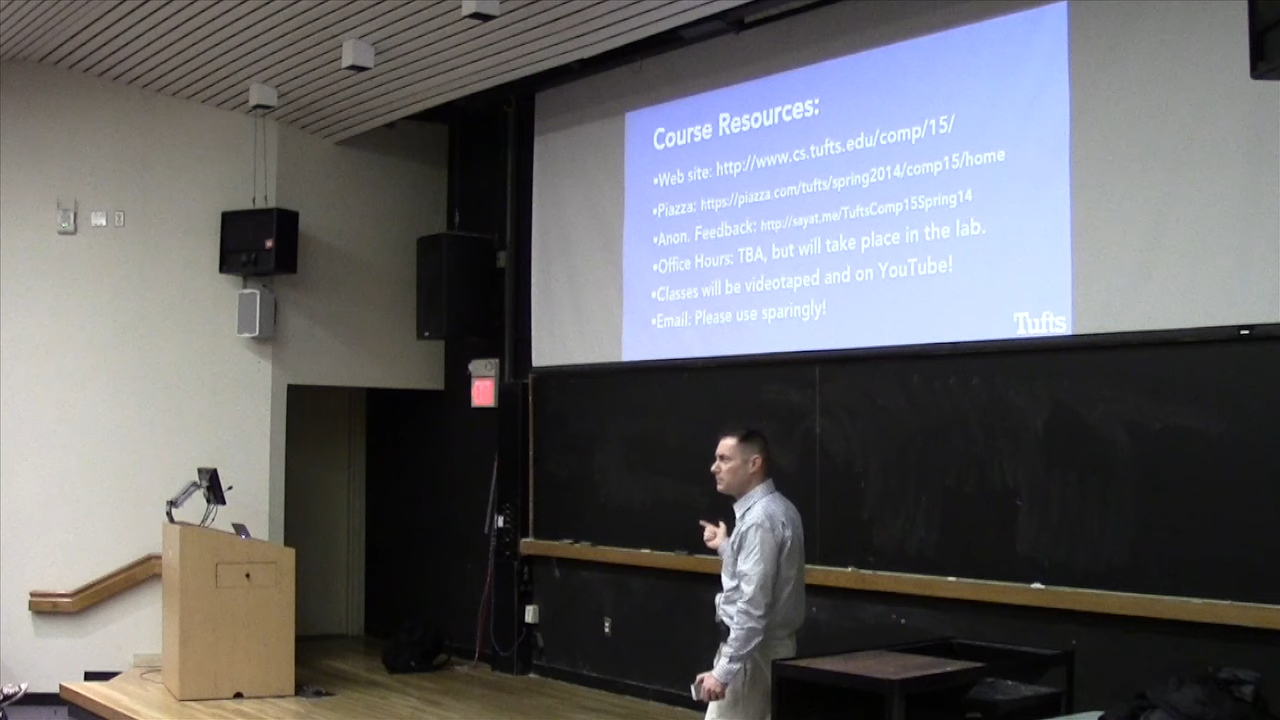 Course Resources:
•Web site: http://www.cs.tufts.edu/comp/15/
•Piazza: https://piazza.com/tufts/spring2014/comp15/home
•Anon. Feedback: http://sayat.me/TuftsComp15Spring14
•Office Hours: TBA, but will take place in the lab.
•Classes will be videotaped and on YouTube!
•Email: Please use sparingly!
Tufts